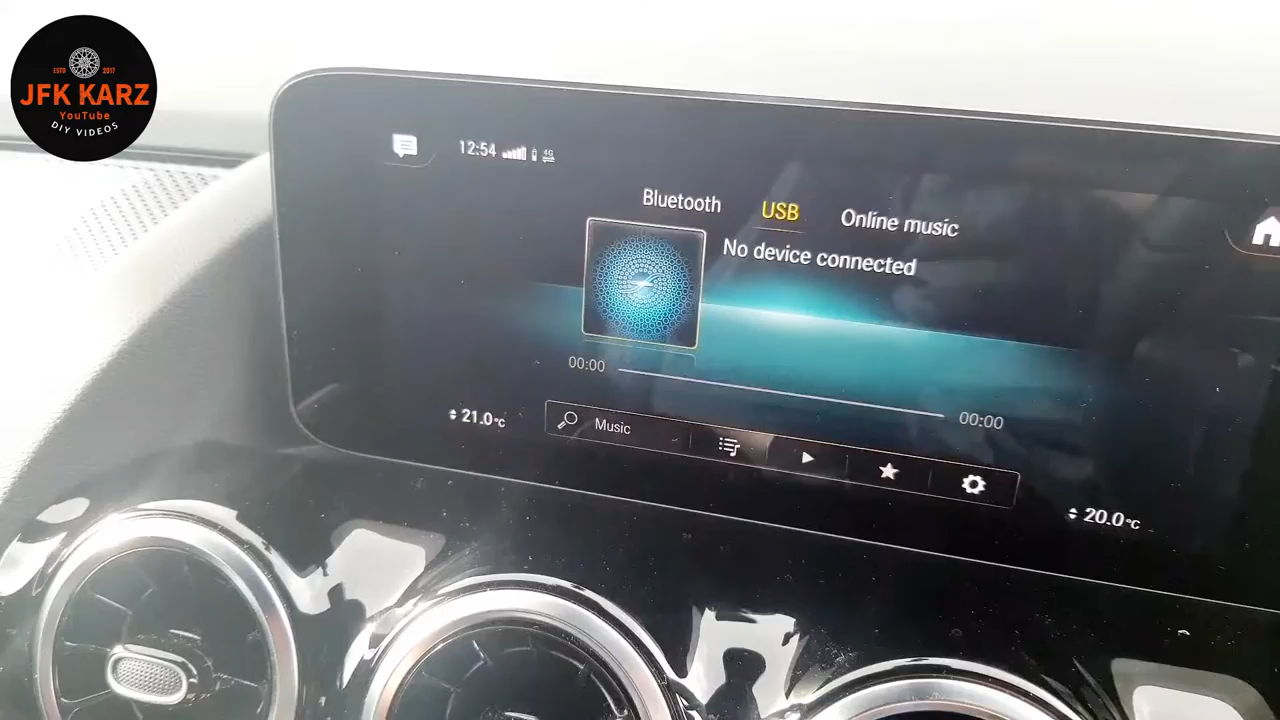 ESTD 2017
JFK KARZ
YouTube
DIY VIDEOS
12:54 4G
Bluetooth USB Online music
No device connected
00:00 00:00
21.0°C
Music
20.0°C